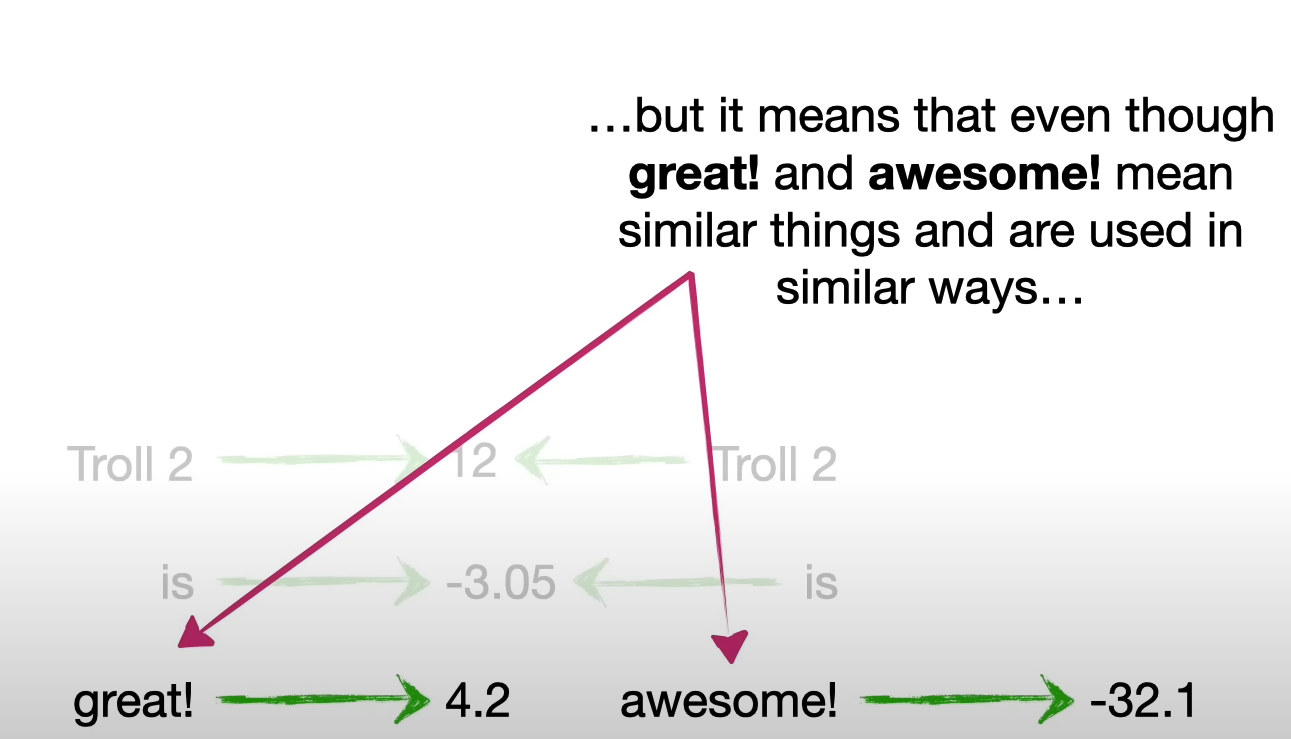 …but it means that even though
great! and awesome! mean
similar things and are used in
similar ways…
Troll 2 12 Troll 2
is -3.05 is
great! 4.2 awesome! -32.1